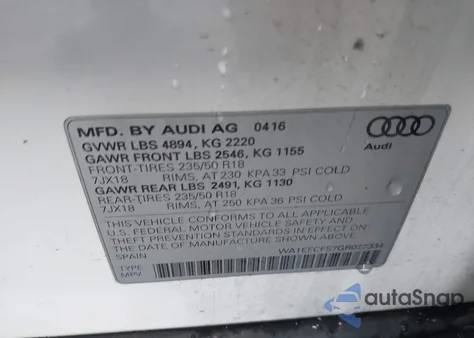 MFD. BY AUDI AG 0416
GVWR LBS 4894, KG 2220
GAWR FRONT LBS 2546, KG 1155
FRONT-TIRES 235/50 R18
7JX18 RIMS, AT 230 KPA 33 PSI COLD
GAWR REAR LBS 2491, KG 1130
REAR-TIRES 235/50 R18
7JX18 RIMS, AT 250 KPA 36 PSI COLD
THIS VEHICLE CONFORMS TO ALL APPLICABLE
U.S. FEDERAL MOTOR VEHICLE SAFETY STANDARDS IN EFFECT ON
THE DATE OF MANUFACTURE SHOWN ABOVE.
SPAIN
TYPE:
MPV
Audi
autoSnap